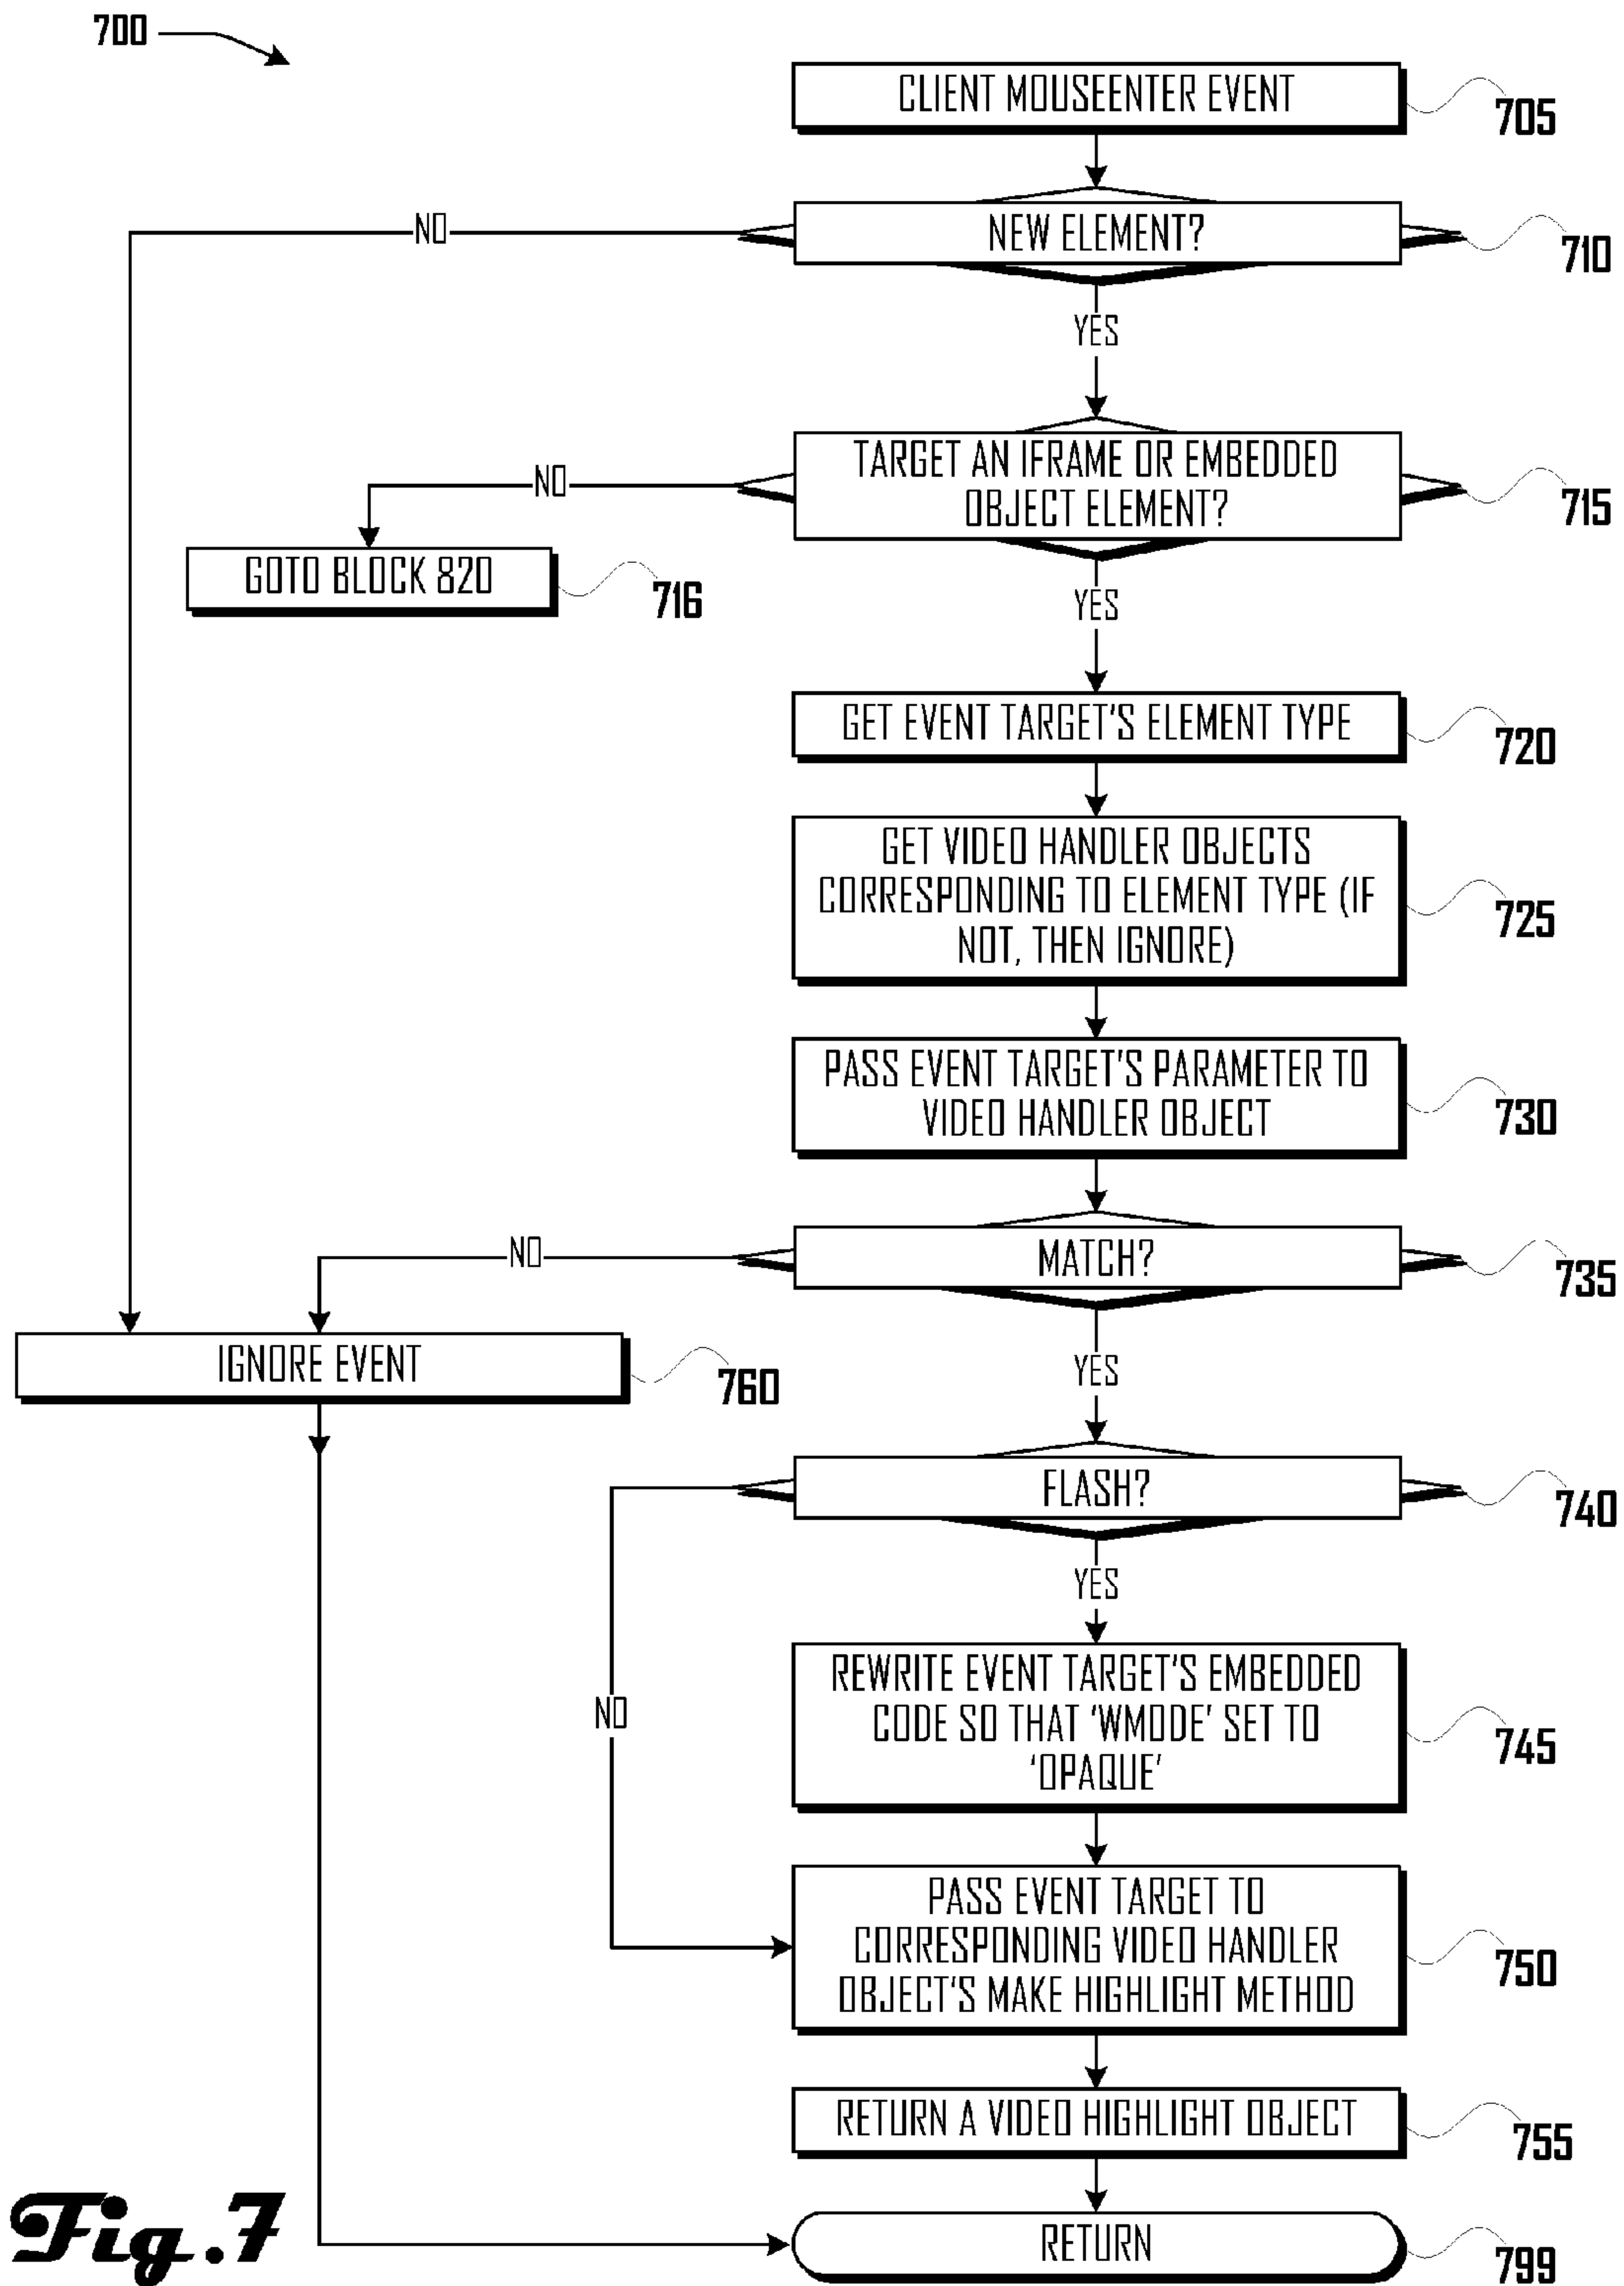 700
CLIENT MOUSEENTER EVENT
705
NO
NEW ELEMENT?
710
YES
TARGET AN IFRAME OR EMBEDDED
OBJECT ELEMENT?
715
NO
GOTO BLOCK 820
716
YES
GET EVENT TARGET'S ELEMENT TYPE
720
GET VIDEO HANDLER OBJECTS
CORRESPONDING TO ELEMENT TYPE (IF
NOT, THEN IGNORE)
725
PASS EVENT TARGET'S PARAMETER TO
VIDEO HANDLER OBJECT
730
NO
MATCH?
735
IGNORE EVENT
760
YES
FLASH?
740
YES
NO
REWRITE EVENT TARGET'S EMBEDDED
CODE SO THAT 'WMODE' SET TO
'OPAQUE'
745
PASS EVENT TARGET TO
CORRESPONDING VIDEO HANDLER
OBJECT'S MAKE HIGHLIGHT METHOD
750
RETURN A VIDEO HIGHLIGHT OBJECT
755
RETURN
799
Fig.7